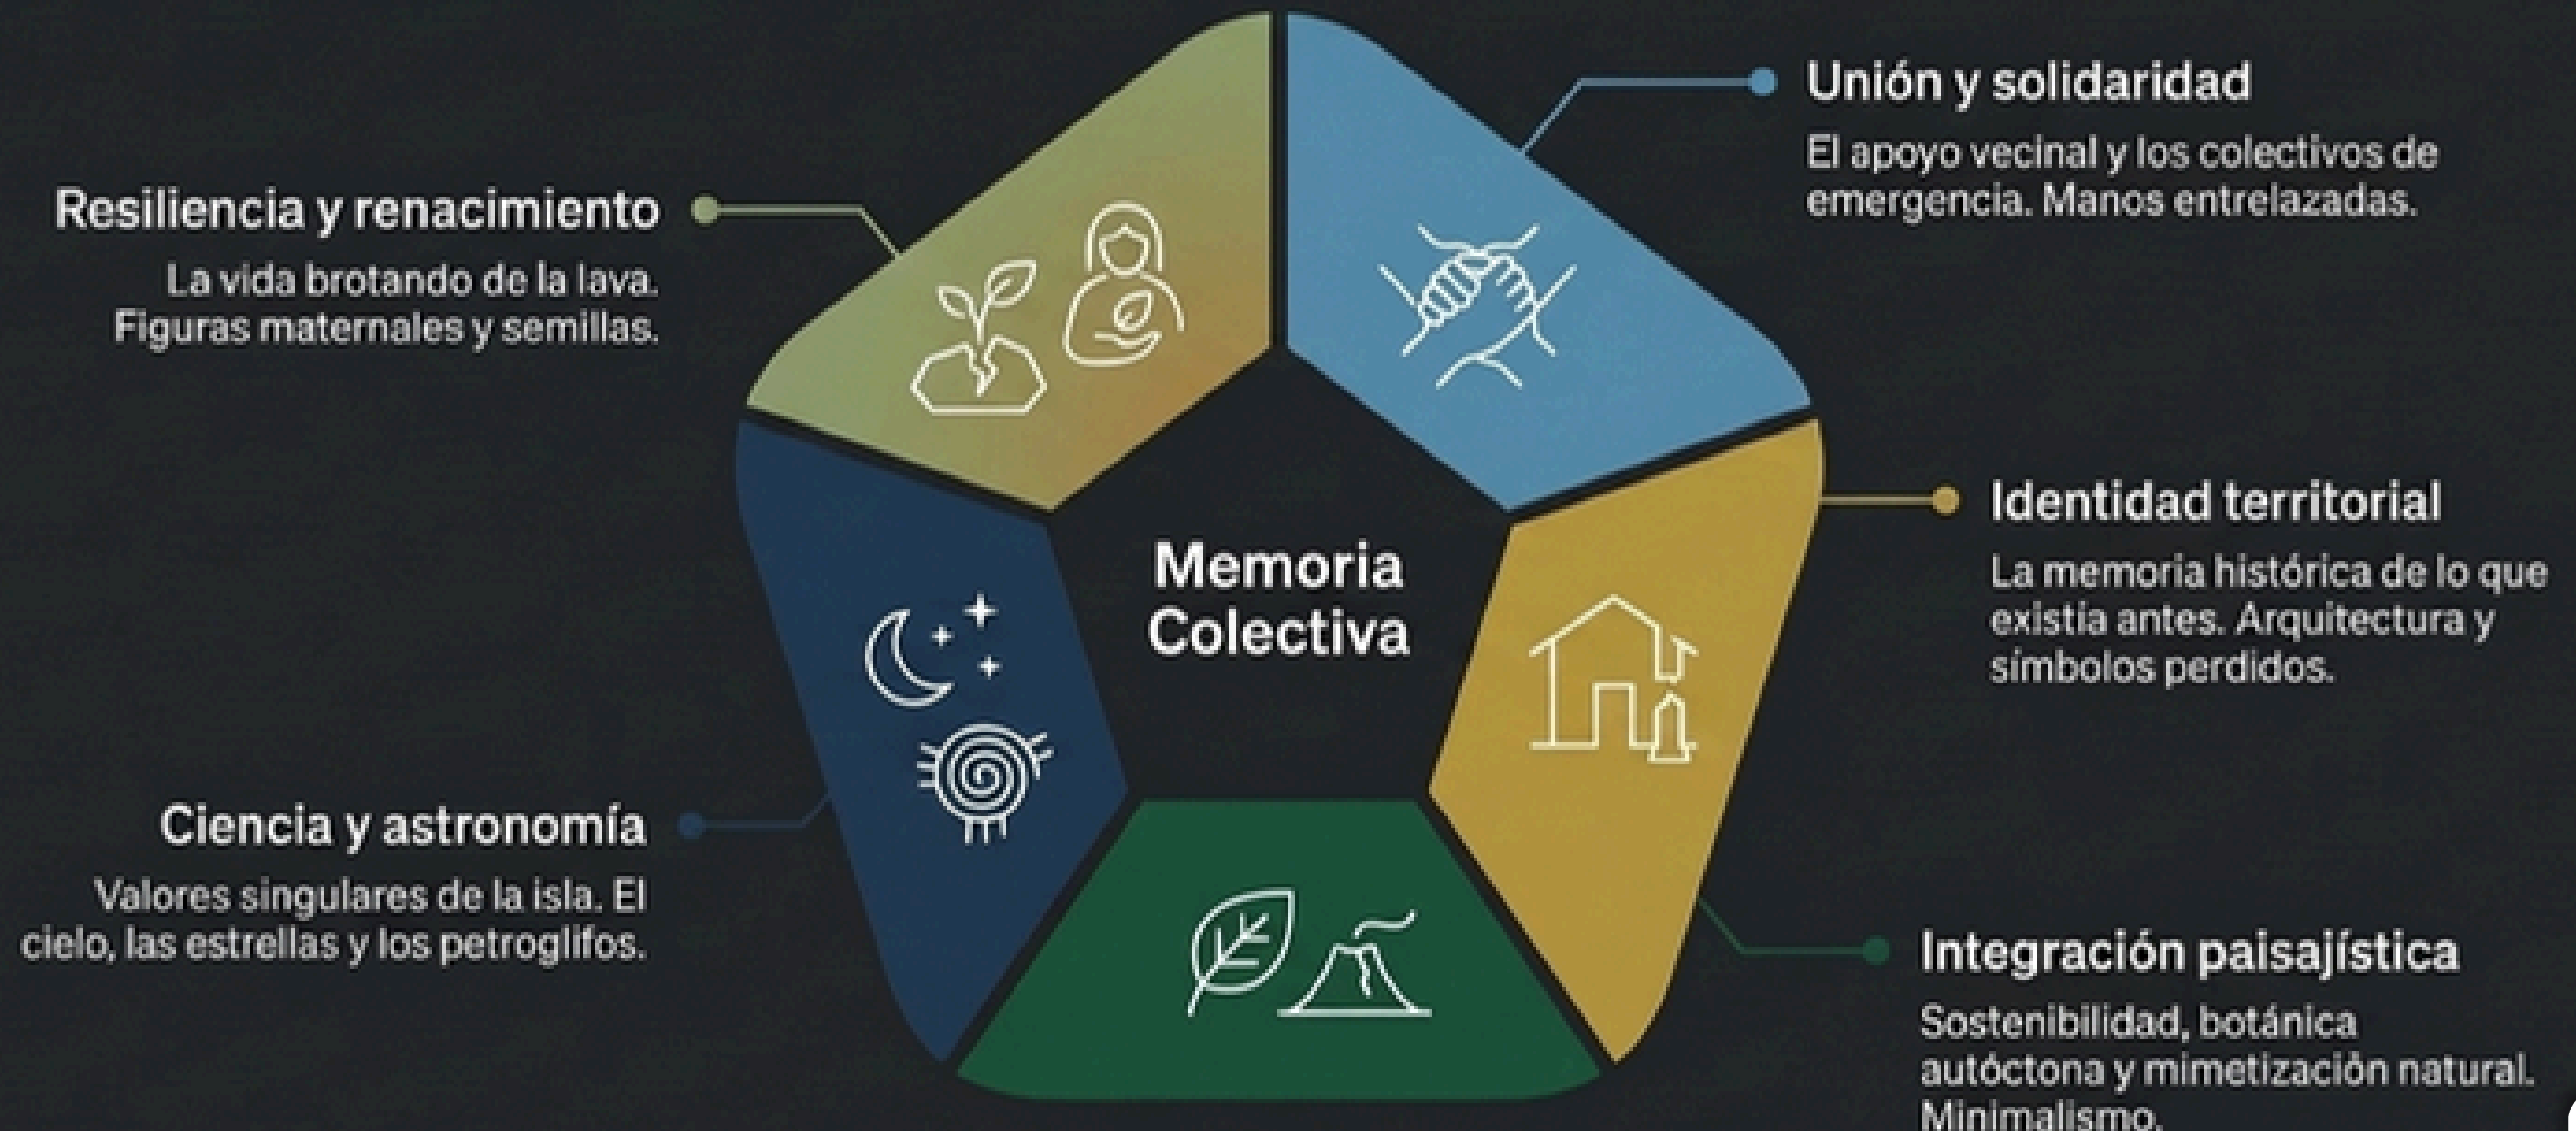 Unión y solidaridad
El apoyo vecinal y los colectivos de
emergencia. Manos entrelazadas.
Resiliencia y renacimiento
La vida brotando de la lava.
Figuras maternales y semillas.
Identidad territorial
La memoria histórica de lo que
existia antes. Arquitectura y
símbolos perdidos.
Memoria
Colectiva
Ciencia y astronomía
Valores singulares de la isla. El
cielo, las estrellas y los petroglifos.
Integración paisajística
Sostenibilidad, botánica
autóctona y mimetización natural.
Minimalismo.